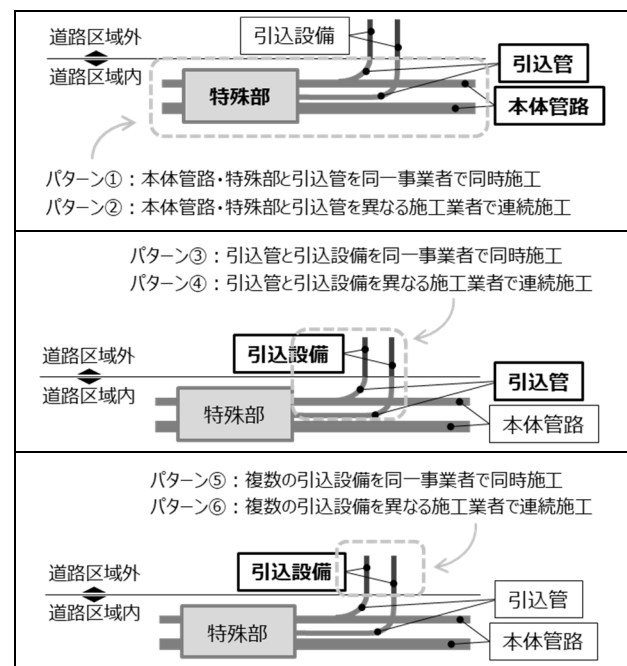 道路区域外
道路区域内
引込設備
引込管
特殊部
本体管路
パターン①：本体管路・特殊部と引込管を同一事業者で同時施工
パターン②：本体管路・特殊部と引込管を異なる施工業者で連続施工
パターン③：引込管と引込設備を同一事業者で同時施工
パターン④：引込管と引込設備を異なる施工業者で連続施工
道路区域外
道路区域内
引込設備
引込管
特殊部
本体管路
パターン⑤：複数の引込設備を同一事業者で同時施工
パターン⑥：複数の引込設備を異なる施工業者で連続施工
道路区域外
道路区域内
引込設備
引込管
特殊部
本体管路